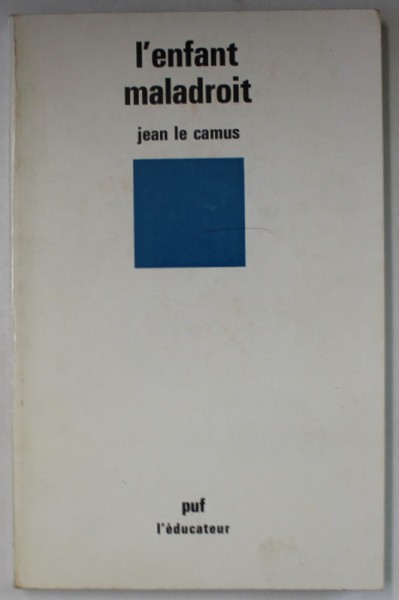 l'enfant
maladroit
jean le camus
puf
l'éducateur